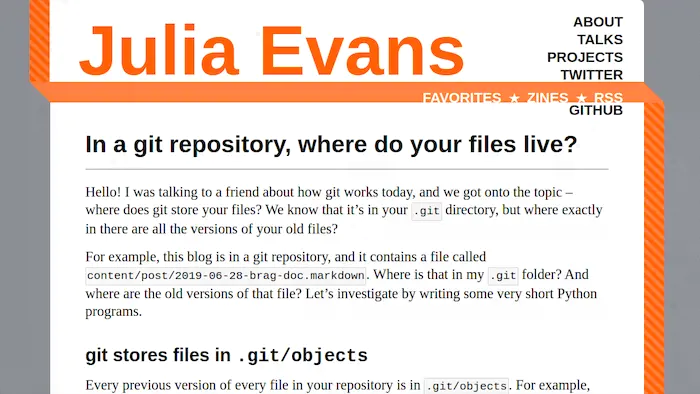 Julia Evans
ABOUT
TALKS
PROJECTS
TWITTER
FAVORITES ★ ZINES ★ RSS
GITHUB
In a git repository, where do your files live?
Hello! I was talking to a friend about how git works today, and we got onto the topic –
where does git store your files? We know that it’s in your .git directory, but where exactly
in there are all the versions of your old files?
For example, this blog is in a git repository, and it contains a file called
content/post/2019-06-28-brag-doc.markdown. Where is that in my .git folder? And
where are the old versions of that file? Let’s investigate by writing some very short Python
programs.
git stores files in .git/objects
Every previous version of every file in your repository is in .git/objects. For example,